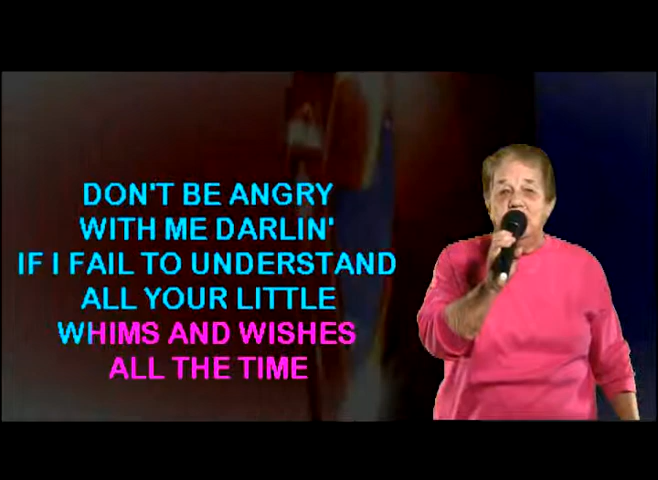 DON'T BE ANGRY
WITH ME DARLIN'
IF I FAIL TO UNDERSTAND
ALL YOUR LITTLE
WHIMS AND WISHES
ALL THE TIME